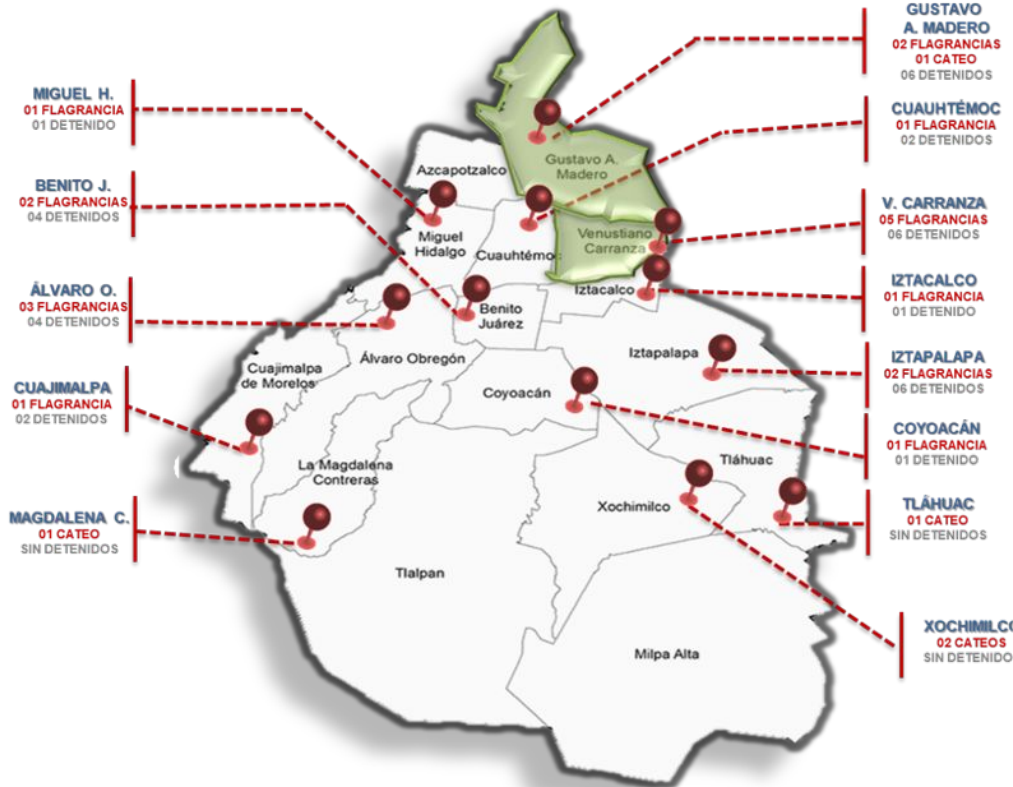 MIGUEL H.
01 FLAGRANCIA
01 DETENIDO
BENITO J.
02 FLAGRANCIAS
04 DETENIDOS
ÁLVARO O.
03 FLAGRANCIAS
04 DETENIDOS
CUAJIMALPA
01 FLAGRANCIA
02 DETENIDOS
MAGDALENA C.
01 CATEO
SIN DETENIDOS
Azcapotzalco
Gustavo A.
Madero
Miguel
Hidalgo
Cuauhtémoc
Venustiano
Carranza
Iztacalco
Benito
Juárez
Iztapalapa
Álvaro Obregón
Cuajimalpa
de Morelos
Coyoacán
La Magdalena
Contreras
Tláhuac
Xochimilco
Tlalpan
Milpa Alta
GUSTAVO
A. MADERO
02 FLAGRANCIAS
01 CATEO
06 DETENIDOS
CUAUHTÉMOC
01 FLAGRANCIA
02 DETENIDOS
V. CARRANZA
05 FLAGRANCIAS
06 DETENIDOS
IZTACALCO
01 FLAGRANCIA
01 DETENIDO
IZTAPALAPA
02 FLAGRANCIAS
06 DETENIDOS
COYOACÁN
01 FLAGRANCIA
01 DETENIDO
TLÁHUAC
01 CATEO
SIN DETENIDOS
XOCHIMILCO
02 CATEOS
SIN DETENIDO